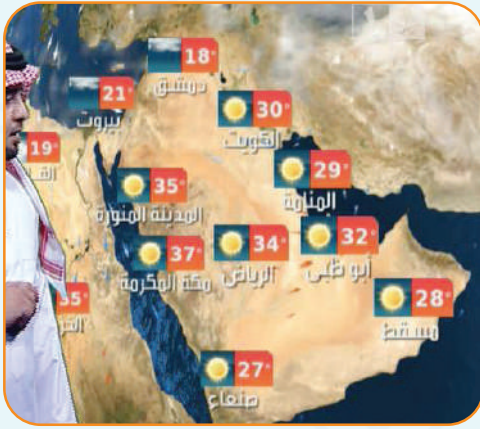 18°
دمشق
21°
بيروت
30°
الكويت
19°
29°
المنامة
35°
المدينة المنورة
37°
مكة المكرمة
34°
الرياض
32°
أبو ظبي
28°
مسقط
27°
صنعاء